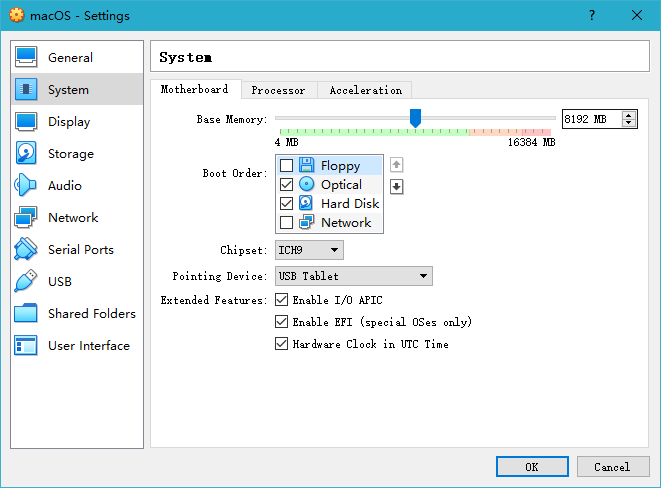 macOS - Settings
?
General
System
Display
Storage
Audio
Network
Serial Ports
USB
Shared Folders
User Interface
System
Motherboard Processor Acceleration
Base Memory: 8192 MB
4 MB 16384 MB
Boot Order: Floppy
Optical
Hard Disk
Network
Chipset: ICH9
Pointing Device: USB Tablet
Extended Features: Enable I/O APIC
Enable EFI (special OSes only)
Hardware Clock in UTC Time
OK Cancel